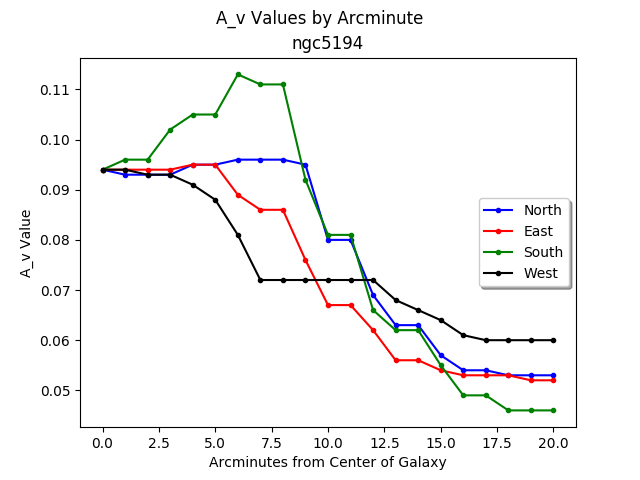 A_v Values by Arcminute
ngc5194
A_v Value
0.11
0.10
0.09
0.08
0.07
0.06
0.05
North
East
South
West
0.0 2.5 5.0 7.5 10.0 12.5 15.0 17.5 20.0
Arcminutes from Center of Galaxy